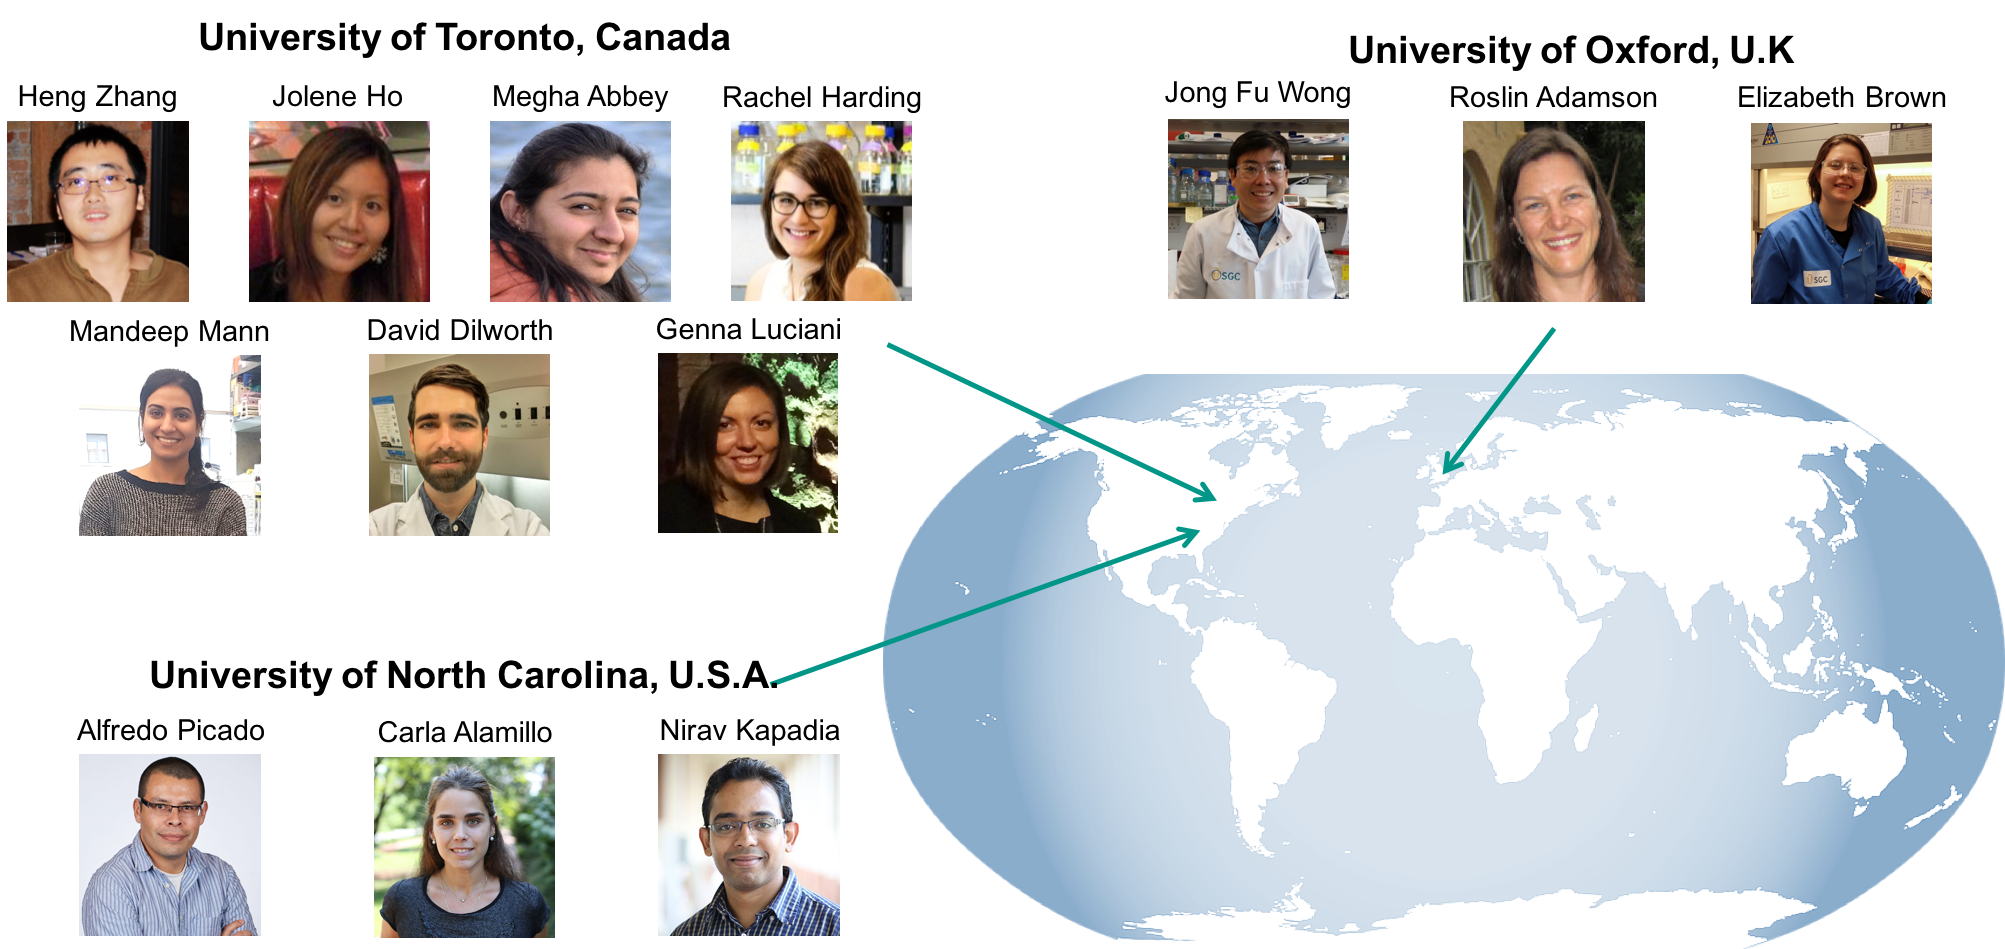 University of Toronto, Canada
Heng Zhang
Jolene Ho
Megha Abbey
Rachel Harding
Mandeep Mann
David Dilworth
Genna Luciani
University of Oxford, U.K
Jong Fu Wong
Roslin Adamson
Elizabeth Brown
SGC
SGC
University of North Carolina, U.S.A.
Alfredo Picado
Carla Alamillo
Nirav Kapadia